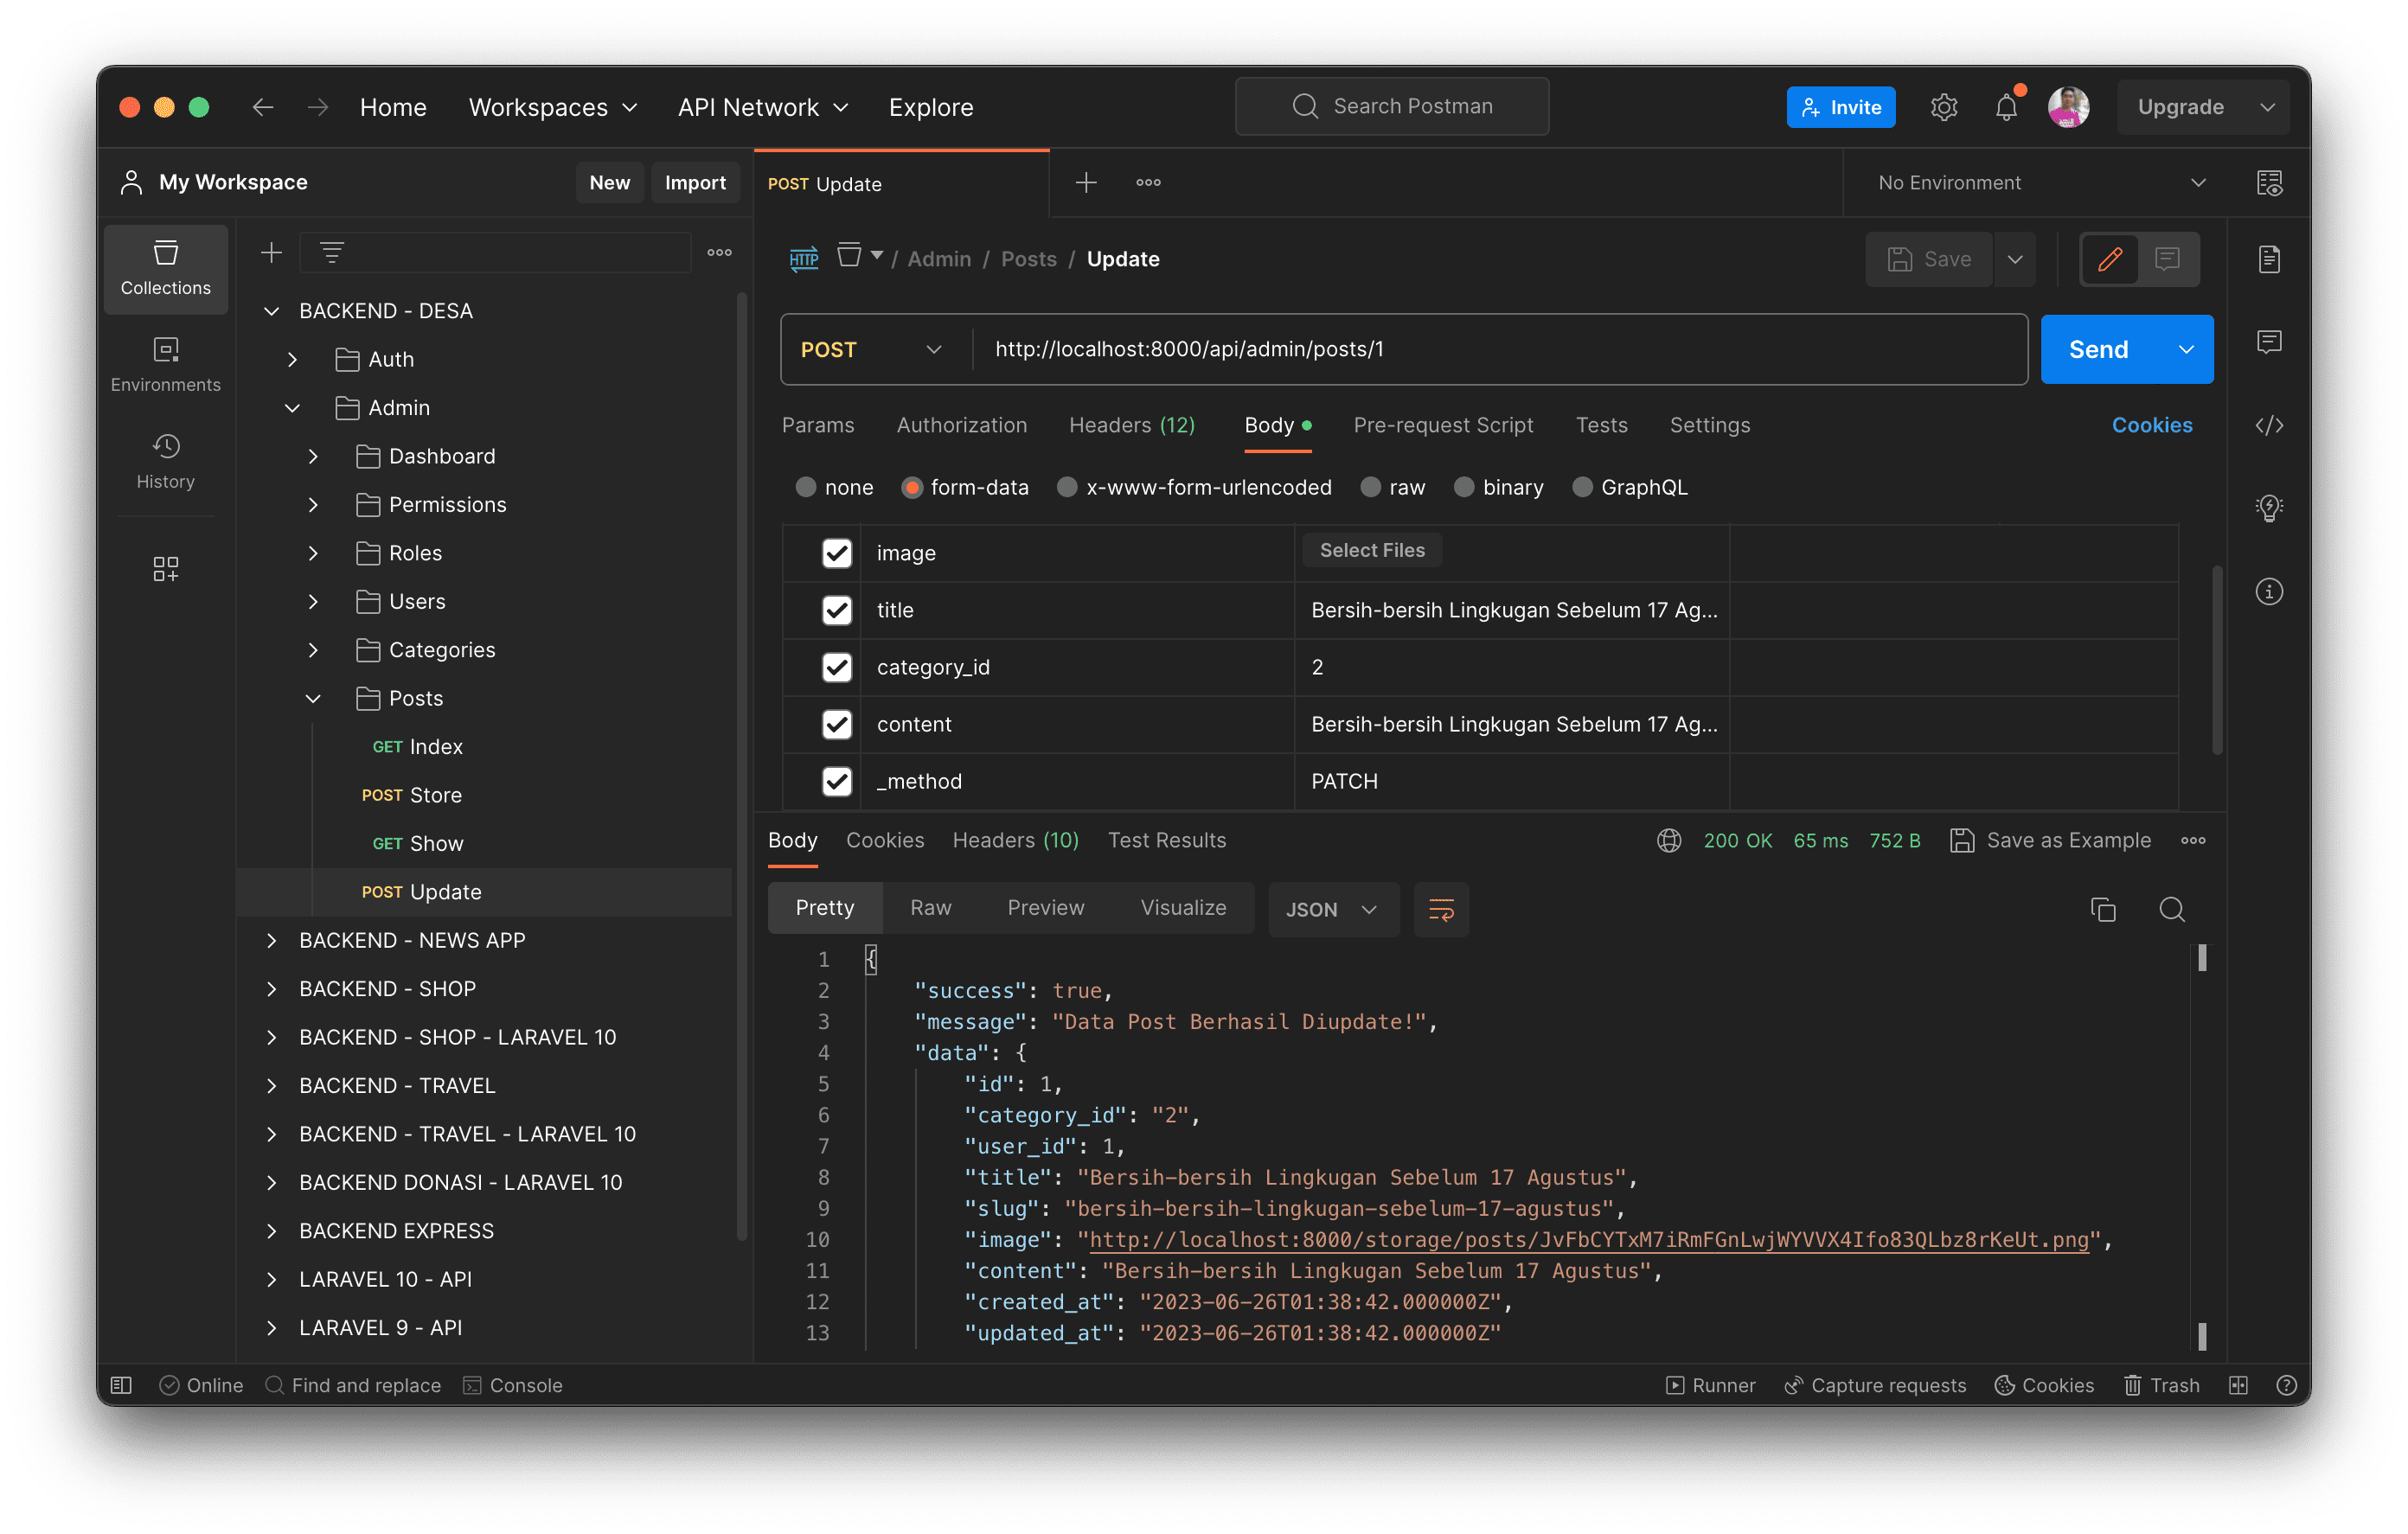 Home Workspaces API Network Explore Search Postman Invite Upgrade
My Workspace New Import
POST Update No Environment
Collections
Environments
History
BACKEND - DESA
Auth
Admin
Dashboard
Permissions
Roles
Users
Categories
Posts
GET Index
POST Store
GET Show
POST Update
BACKEND - NEWS APP
BACKEND - SHOP
BACKEND - SHOP - LARAVEL 10
BACKEND - TRAVEL
BACKEND - TRAVEL - LARAVEL 10
BACKEND DONASI - LARAVEL 10
BACKEND EXPRESS
LARAVEL 10 - API
LARAVEL 9 - API
HTTP / Admin / Posts / Update Save
POST http://localhost:8000/api/admin/posts/1 Send
Params Authorization Headers (12) Body Pre-request Script Tests Settings Cookies
none form-data x-www-form-urlencoded raw binary GraphQL
image Select Files
title Bersih-bersih Lingkugan Sebelum 17 Ag...
category_id 2
content Bersih-bersih Lingkugan Sebelum 17 Ag...
_method PATCH
Body Cookies Headers (10) Test Results 200 OK 65 ms 752 B Save as Example
Pretty Raw Preview Visualize JSON
1 {
2 "success": true,
3 "message": "Data Post Berhasil Diupdate!",
4 "data": {
5 "id": 1,
6 "category_id": "2",
7 "user_id": 1,
8 "title": "Bersih-bersih Lingkugan Sebelum 17 Agustus",
9 "slug": "bersih-bersih-lingkugan-sebelum-17-agustus",
10 "image": "http://localhost:8000/storage/posts/JvFbCYTxM7iRmFGnLwjWYVVX4Ifo83QLbz8rKeUt.png",
11 "content": "Bersih-bersih Lingkugan Sebelum 17 Agustus",
12 "created_at": "2023-06-26T01:38:42.000000Z",
13 "updated_at": "2023-06-26T01:38:42.000000Z"
Online Find and replace Console Runner Capture requests Cookies Trash